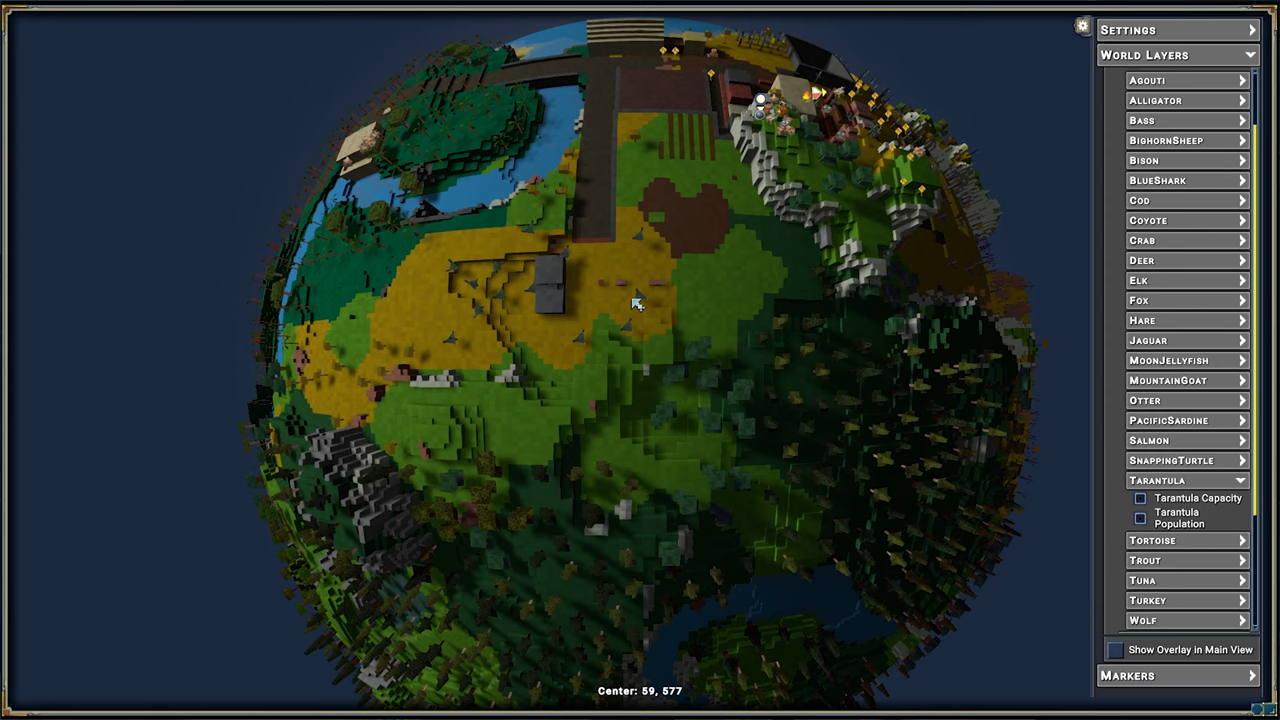 Settings
World Layers
Agouti
Alligator
Bass
BighornSheep
Bison
BlueShark
Cod
Coyote
Crab
Deer
Elk
Fox
Hare
Jaguar
MoonJellyfish
MountainGoat
Otter
PacificSardine
Salmon
SnappingTurtle
Tarantula
Tarantula Capacity
Tarantula
Population
Tortoise
Trout
Tuna
Turkey
Wolf
Show Overlay in Main View
Markers
Center: 59, 577